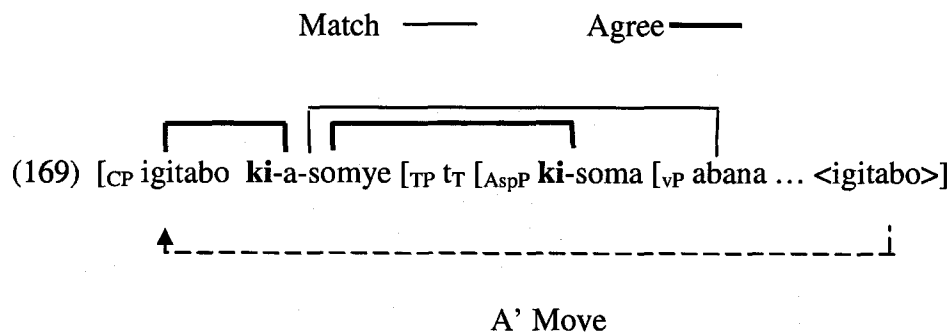 Match Agree
(169) [CP igitabo ki-a-somye [TP tT [AspP ki-soma [vP abana … <igitabo>]
A’ Move